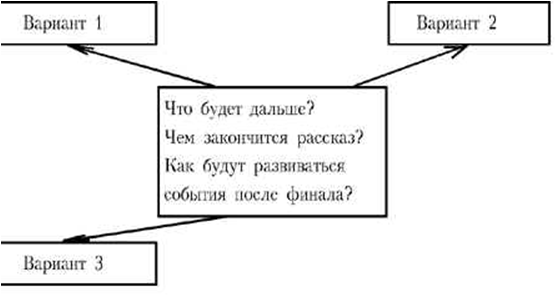 Вариант 1
Вариант 2
Что будет дальше?
Чем закончится рассказ?
Как будут развиваться
события после финала?
Вариант 3